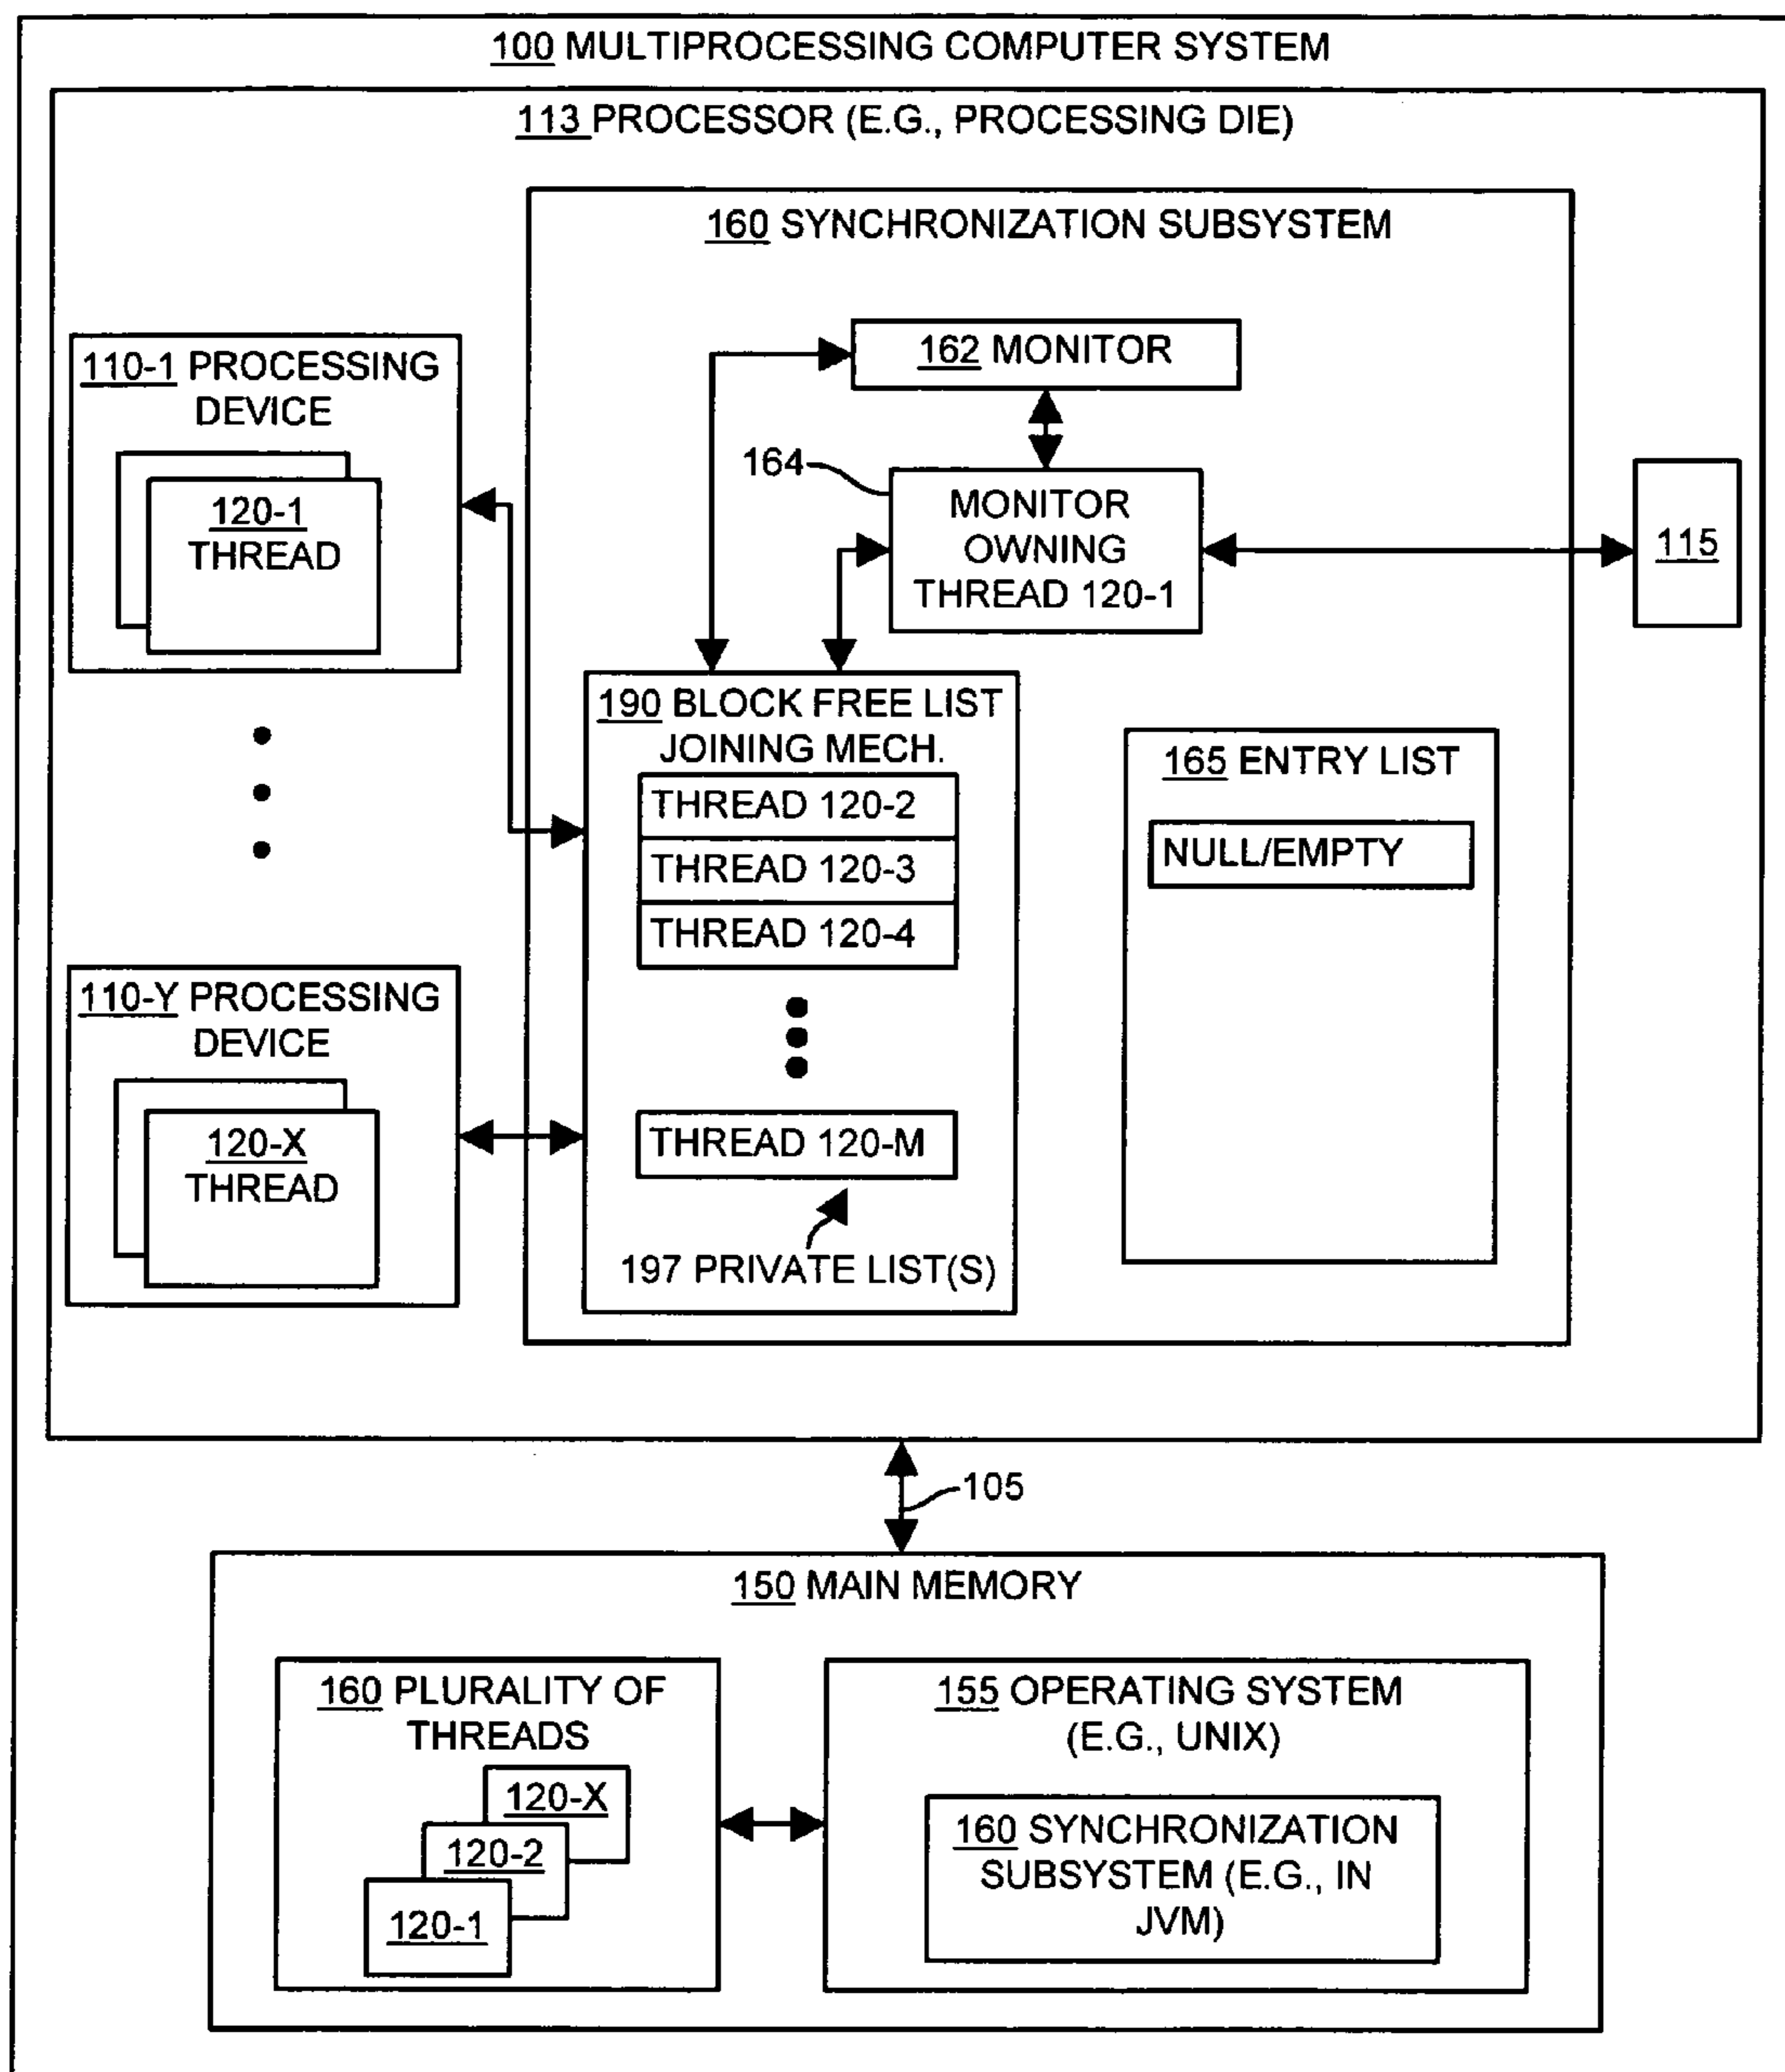 100 MULTIPROCESSING COMPUTER SYSTEM
113 PROCESSOR (E.G., PROCESSING DIE)
160 SYNCHRONIZATION SUBSYSTEM
110-1 PROCESSING
DEVICE
120-1
THREAD
162 MONITOR
164
MONITOR
OWNING
THREAD 120-1
115
190 BLOCK FREE LIST
JOINING MECH.
THREAD 120-2
THREAD 120-3
THREAD 120-4
THREAD 120-M
197 PRIVATE LIST(S)
165 ENTRY LIST
NULL/EMPTY
110-Y PROCESSING
DEVICE
120-X
THREAD
105
150 MAIN MEMORY
160 PLURALITY OF
THREADS
120-X
120-2
120-1
155 OPERATING SYSTEM
(E.G., UNIX)
160 SYNCHRONIZATION
SUBSYSTEM (E.G., IN
JVM)